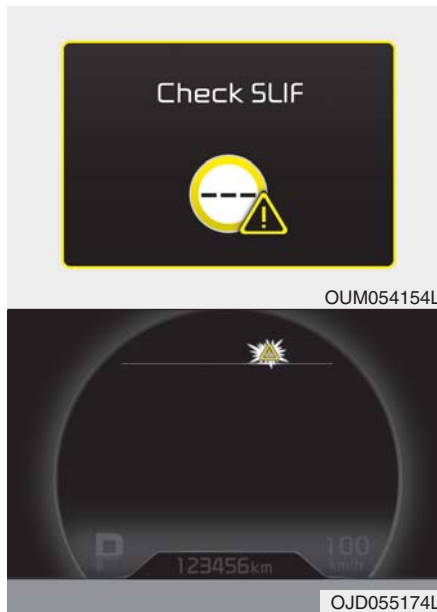 Check SLIF
---
OUM054154L
P
100
km/h
123456km
OJD055174L